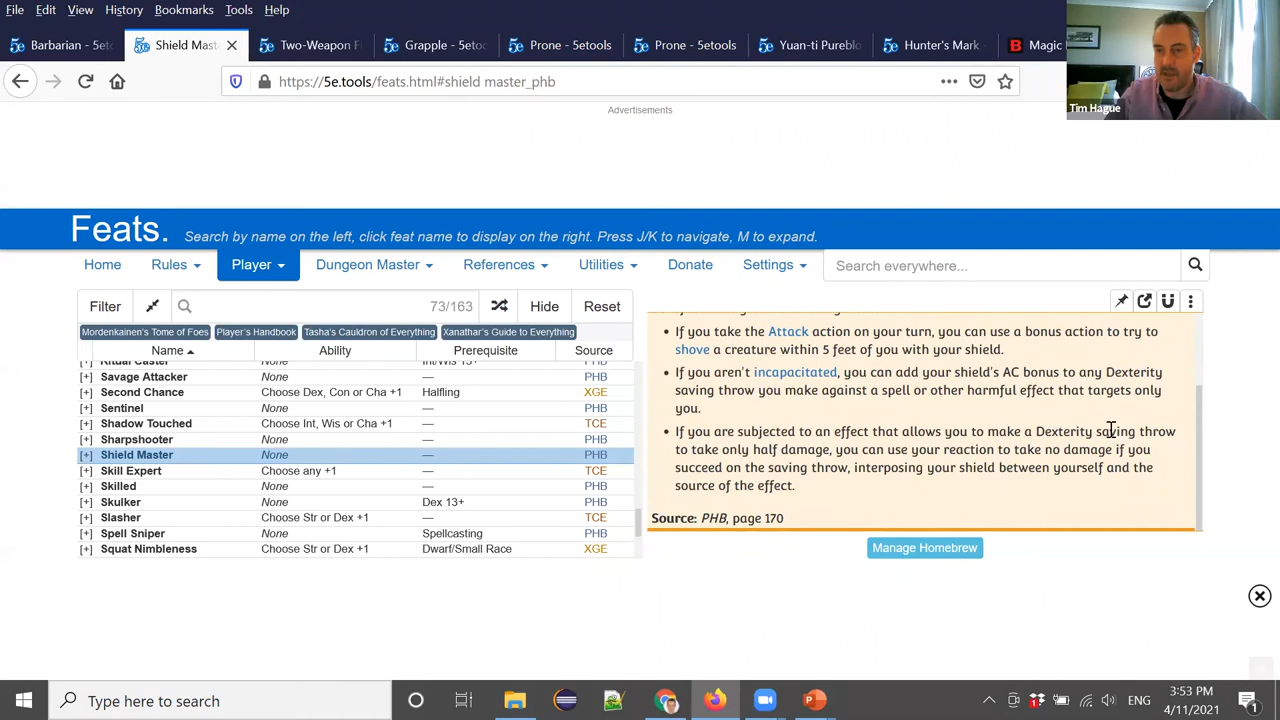 File Edit View History Bookmarks Tools Help
Barbarian - 5eto
Shield Mast
Two-Weapon F
Grapple - 5etoo
Prone - 5etools
Prone - 5etools
Yuan-ti Pureblo
Hunter's Mark -
B Magic
https://5e.tools/feats.html#shield master_phb
Tim Hague
Advertisements
Feats. Search by name on the left, click feat name to display on the right. Press J/K to navigate, M to expand.
Home Rules Player Dungeon Master References Utilities Donate Settings Search everywhere...
Filter 73/163 Hide Reset
Mordenkainen's Tome of Foes Player's Handbook Tasha's Cauldron of Everything Xanathar's Guide to Everything
Name Ability Prerequisite Source
[+] Ritual Caster None Int/Wis 13+ PHB
[+] Savage Attacker None — PHB
[+] Second Chance Choose Dex, Con or Cha +1 Halfling XGE
[+] Sentinel None — PHB
[+] Shadow Touched Choose Int, Wis or Cha +1 — TCE
[+] Sharpshooter None — PHB
[+] Shield Master None — PHB
[+] Skill Expert Choose any +1 — TCE
[+] Skilled None — PHB
[+] Skulker None Dex 13+ PHB
[+] Slasher Choose Str or Dex +1 — TCE
[+] Spell Sniper None Spellcasting PHB
[+] Squat Nimbleness Choose Str or Dex +1 Dwarf/Small Race XGE
• If you take the Attack action on your turn, you can use a bonus action to try to
shove a creature within 5 feet of you with your shield.
• If you aren't incapacitated, you can add your shield's AC bonus to any Dexterity
saving throw you make against a spell or other harmful effect that targets only
you.
• If you are subjected to an effect that allows you to make a Dexterity saving throw
to take only half damage, you can use your reaction to take no damage if you
succeed on the saving throw, interposing your shield between yourself and the
source of the effect.
Source: PHB, page 170
Manage Homebrew
Type here to search
ENG
3:53 PM
4/11/2021
1